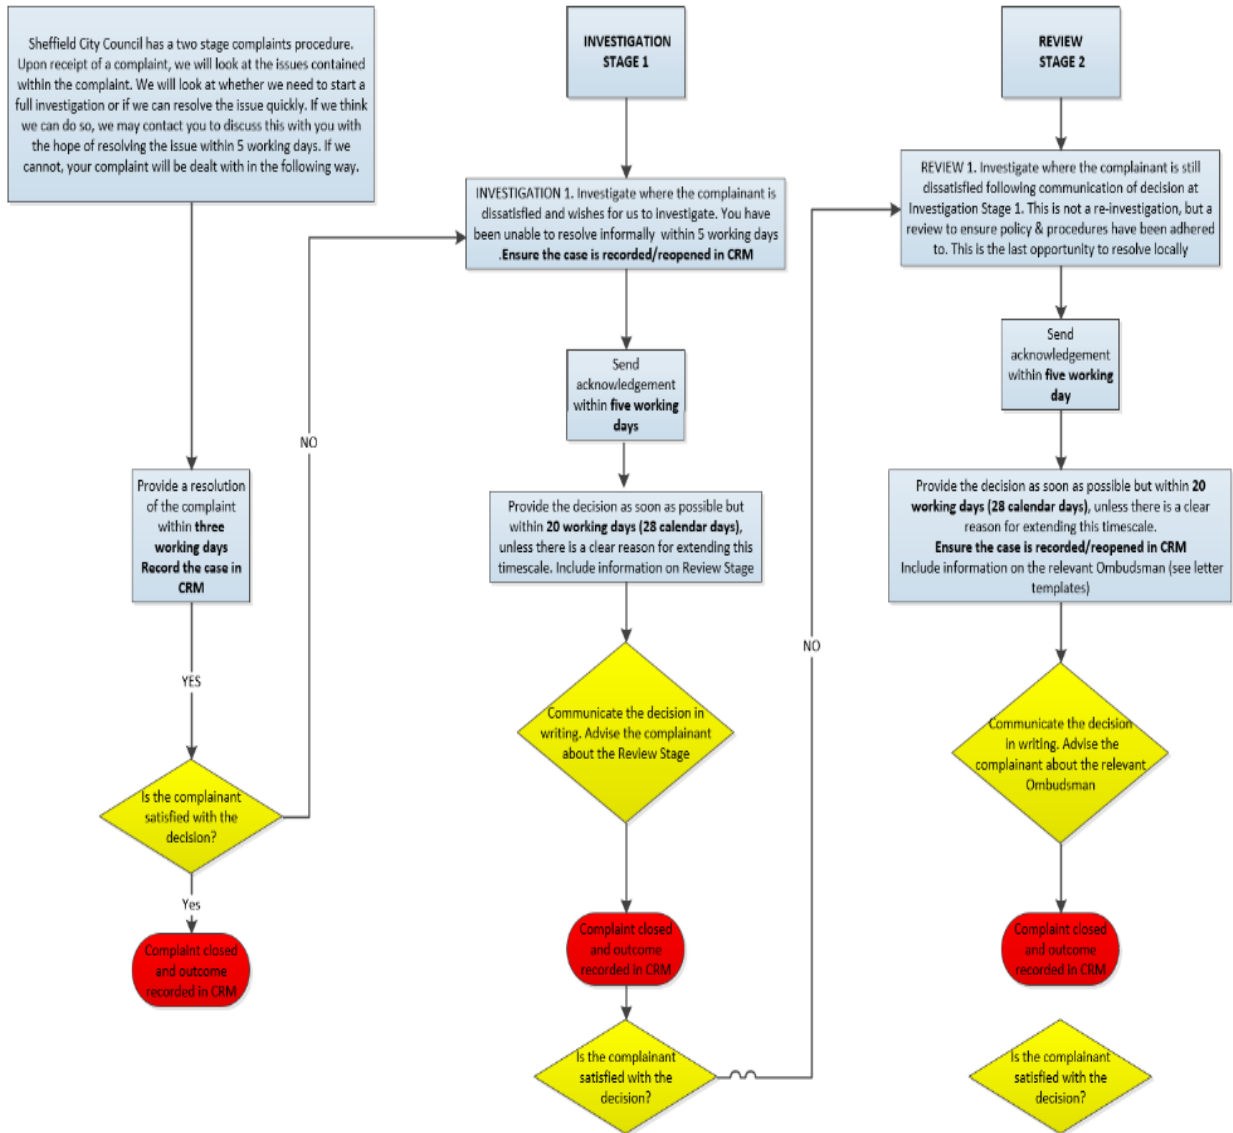 Sheffield City Council has a two stage complaints procedure.
Upon receipt of a complaint, we will look at the issues contained
within the complaint. We will look at whether we need to start a
full investigation or if we can resolve the issue quickly. If we think
we can do so, we may contact you to discuss this with you with
the hope of resolving the issue within 5 working days. If we
cannot, your complaint will be dealt with in the following way.
Provide a resolution
of the complaint
within three
working days
Record the case in
CRM
YES
Is the complainant
satisfied with the
decision?
Yes
Complaint closed
and outcome
recorded in CRM
NO
INVESTIGATION
STAGE 1
INVESTIGATION 1. Investigate where the complainant is
dissatisfied and wishes for us to investigate. You have
been unable to resolve informally within 5 working days
.Ensure the case is recorded/reopened in CRM
Send
acknowledgement
within five working
days
Provide the decision as soon as possible but
within 20 working days (28 calendar days),
unless there is a clear reason for extending this
timescale. Include information on Review Stage
Communicate the decision in
writing. Advise the complainant
about the Review Stage
Complaint closed
and outcome
recorded in CRM
Is the complainant
satisfied with the
decision?
NO
REVIEW
STAGE 2
REVIEW 1. Investigate where the complainant is still
dissatisfied following communication of decision at
Investigation Stage 1. This is not a re-investigation, but a
review to ensure policy & procedures have been adhered
to. This is the last opportunity to resolve locally
Send
acknowledgement
within five working
day
Provide the decision as soon as possible but within 20
working days (28 calendar days), unless there is a clear
reason for extending this timescale.
Ensure the case is recorded/reopened in CRM
Include information on the relevant Ombudsman (see letter
templates)
Communicate the decision
in writing. Advise the
complainant about the relevant
Ombudsman
Complaint closed
and outcome
recorded in CRM
Is the complainant
satisfied with the
decision?